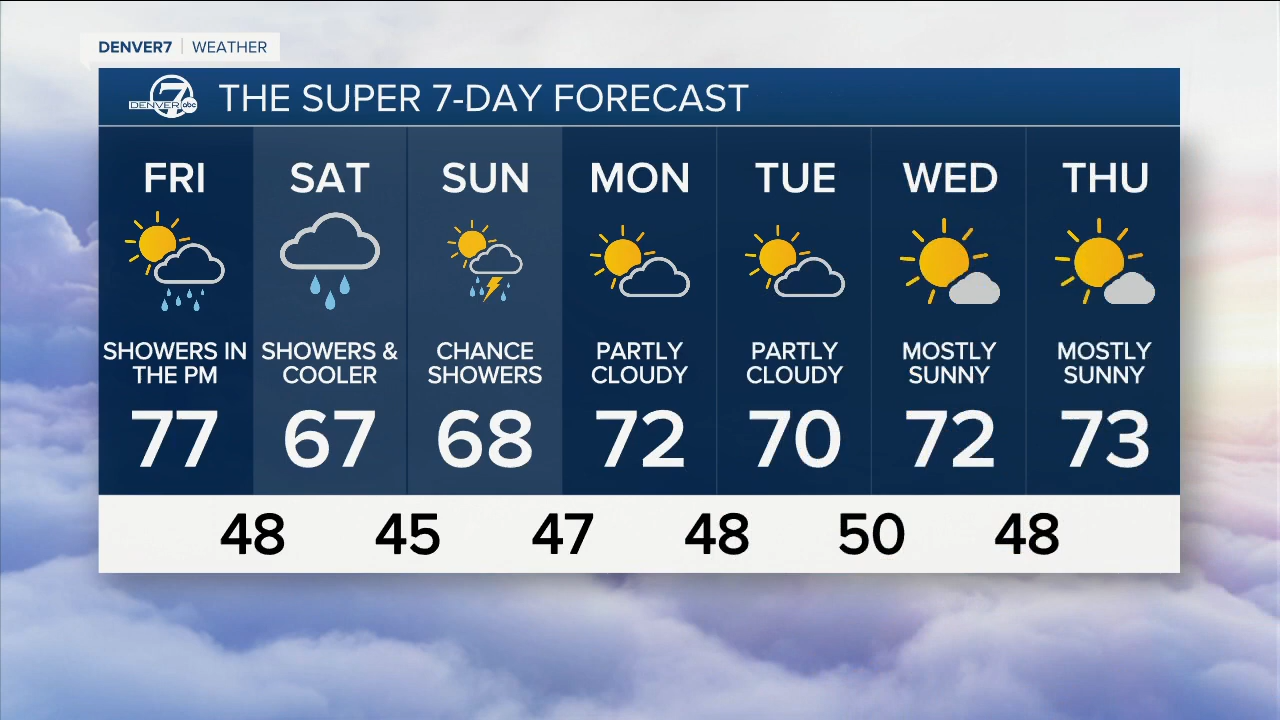 DENVER7 | WEATHER
7 DENVER abc
THE SUPER 7-DAY FORECAST
FRI
SHOWERS IN
THE PM
77
SAT
SHOWERS &
COOLER
67
SUN
CHANCE
SHOWERS
68
MON
PARTLY
CLOUDY
72
TUE
PARTLY
CLOUDY
70
WED
MOSTLY
SUNNY
72
THU
MOSTLY
SUNNY
73
48 45 47 48 50 48